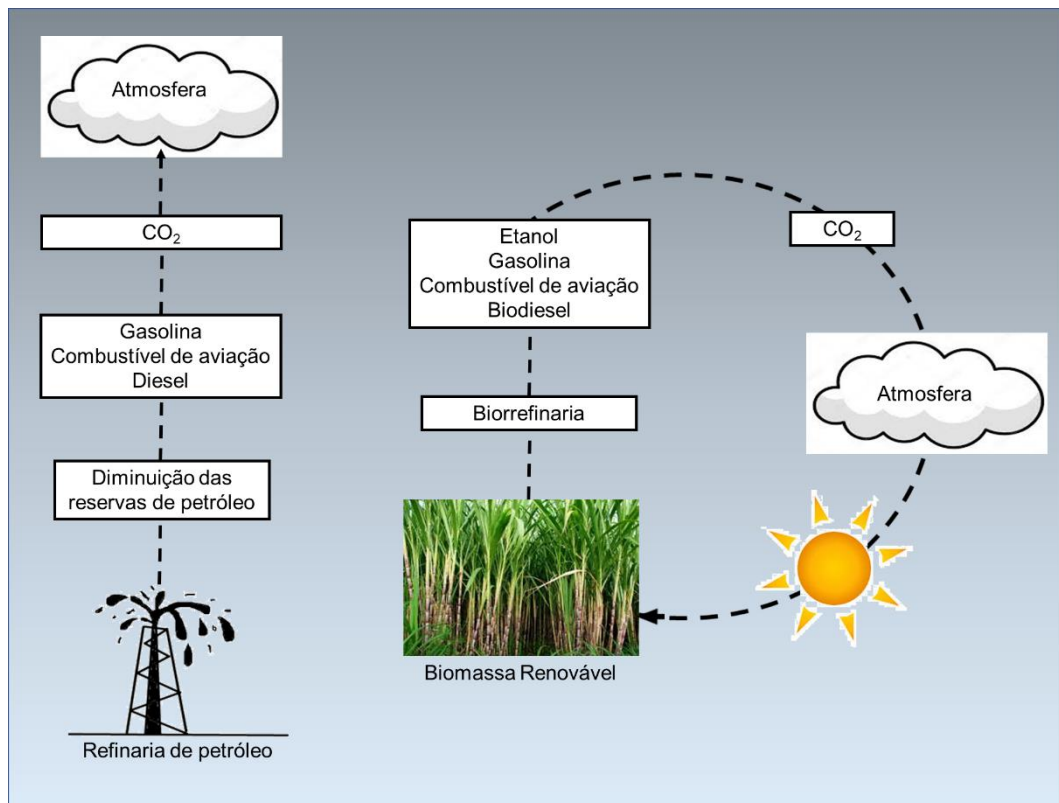 Atmosfera
CO₂
Gasolina
Combustível de aviação
Diesel
Diminuição das
reservas de petróleo
Refinaria de petróleo
Etanol
Gasolina
Combustível de aviação
Biodiesel
Biorrefinaria
Biomassa Renovável
CO₂
Atmosfera